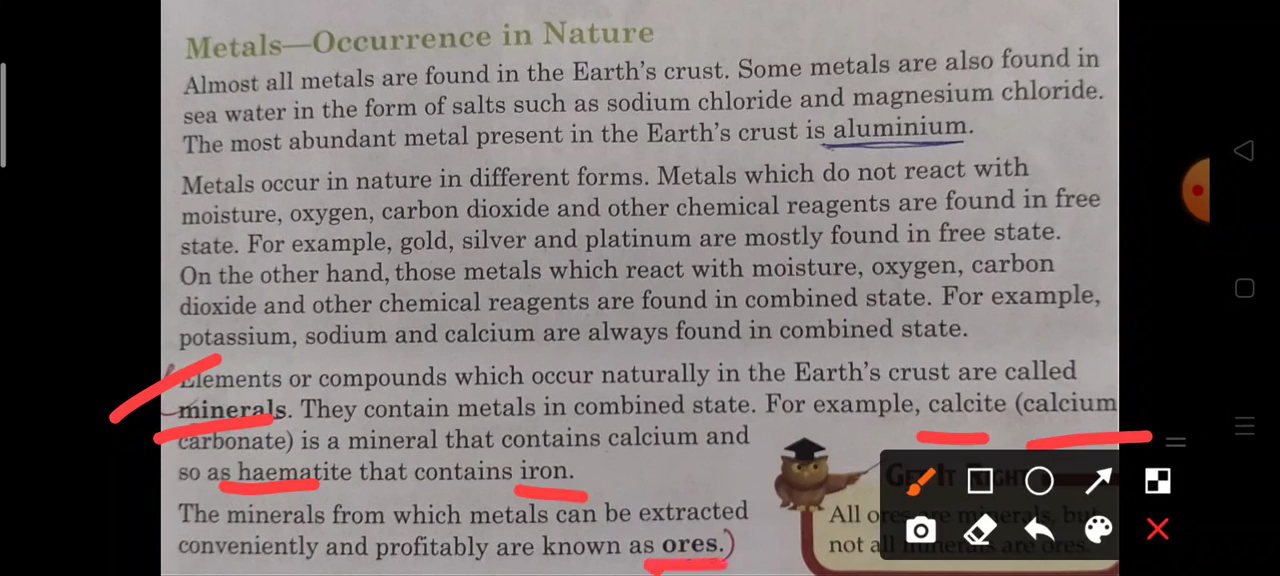 Metals—Occurrence in Nature
Almost all metals are found in the Earth's crust. Some metals are also found in
sea water in the form of salts such as sodium chloride and magnesium chloride.
The most abundant metal present in the Earth's crust is aluminium.
Metals occur in nature in different forms. Metals which do not react with
moisture, oxygen, carbon dioxide and other chemical reagents are found in free
state. For example, gold, silver and platinum are mostly found in free state.
On the other hand, those metals which react with moisture, oxygen, carbon
dioxide and other chemical reagents are found in combined state. For example,
potassium, sodium and calcium are always found in combined state.
Elements or compounds which occur naturally in the Earth's crust are called
minerals. They contain metals in combined state. For example, calcite (calcium
carbonate) is a mineral that contains calcium and
so as haematite that contains iron.
The minerals from which metals can be extracted
conveniently and profitably are known as ores.
GET IT RIGHT
All ores are minerals, but
not all minerals are ores.